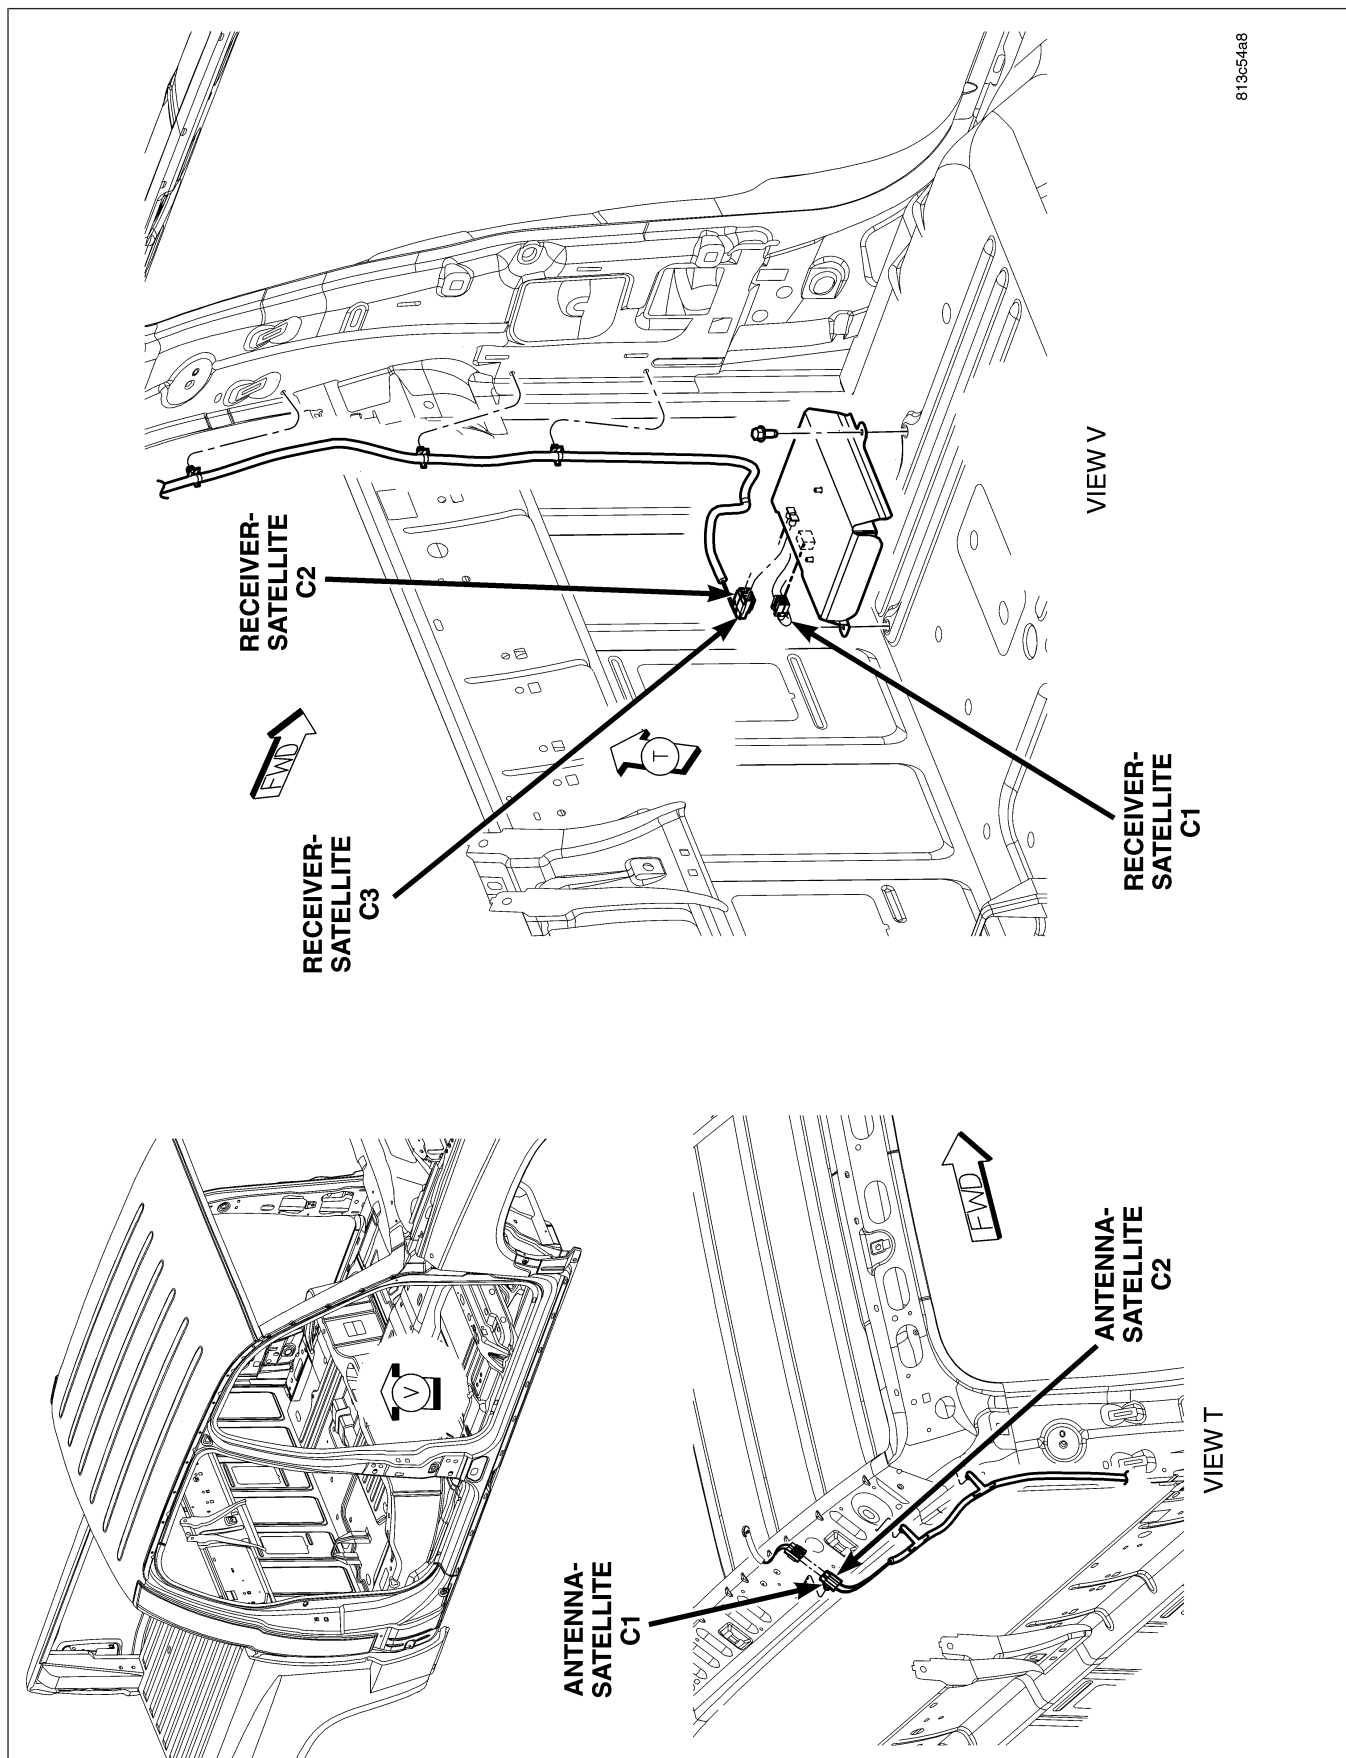 813c54a8
RECEIVER-
SATELLITE
C2
FWD
RECEIVER-
SATELLITE
C3
T
RECEIVER-
SATELLITE
C1
VIEW V
V
ANTENNA-
SATELLITE
C1
FWD
ANTENNA-
SATELLITE
C2
VIEW T